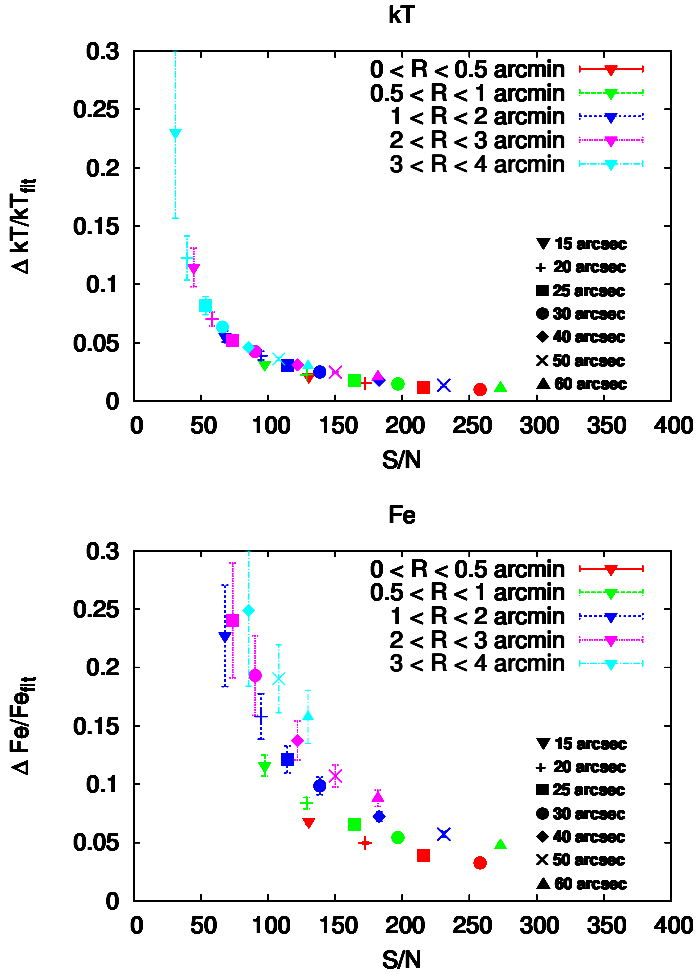 kT
0.3
0.25
0.2
0.15
0.1
0.05
0
Δ kT/kTfit
0 < R < 0.5 arcmin
0.5 < R < 1 arcmin
1 < R < 2 arcmin
2 < R < 3 arcmin
3 < R < 4 arcmin
15 arcsec
20 arcsec
25 arcsec
30 arcsec
40 arcsec
50 arcsec
60 arcsec
0 50 100 150 200 250 300 350 400
S/N
Fe
0.3
0.25
0.2
0.15
0.1
0.05
0
Δ Fe/Fefit
0 < R < 0.5 arcmin
0.5 < R < 1 arcmin
1 < R < 2 arcmin
2 < R < 3 arcmin
3 < R < 4 arcmin
15 arcsec
20 arcsec
25 arcsec
30 arcsec
40 arcsec
50 arcsec
60 arcsec
0 50 100 150 200 250 300 350 400
S/N